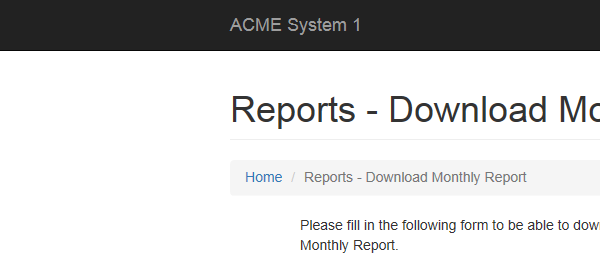 ACME System 1
Reports - Download Mo
Home / Reports - Download Monthly Report
Please fill in the following form to be able to dow
Monthly Report.